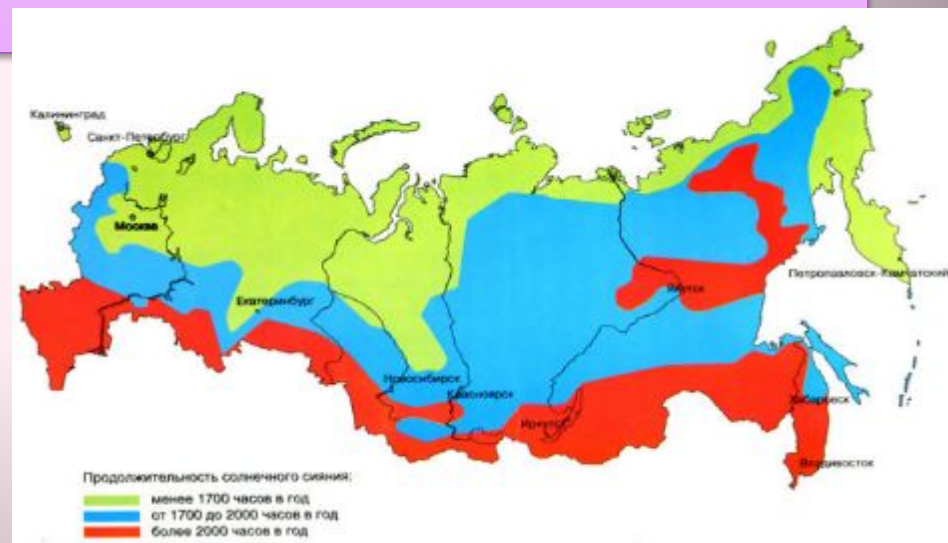 Калининград
Санкт-Петербург
Москва
Екатеринбург
Новосибирск
Красноярск
Иркутск
Якутск
Петропавловск-Камчатский
Хабаровск
Владивосток
Продолжительность солнечного сияния:
менее 1700 часов в год
от 1700 до 2000 часов в год
более 2000 часов в год